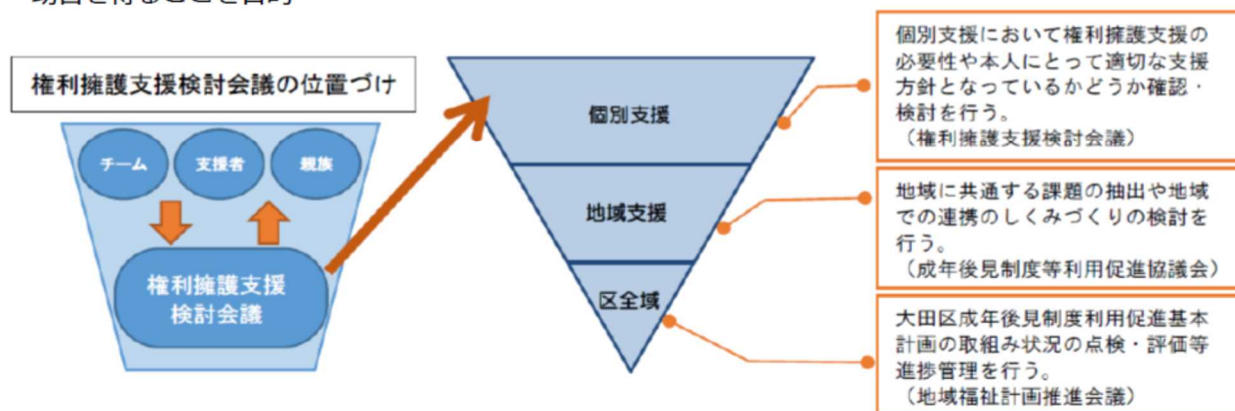 助言を得ることを目的
権利擁護支援検討会議の位置づけ
チーム
支援者
親族
権利擁護支援
検討会議
個別支援
地域支援
区全域
個別支援において権利擁護支援の
必要性や本人にとって適切な支援
方針となっているかどうか確認・
検討を行う。
（権利擁護支援検討会議）
地域に共通する課題の抽出や地域
での連携のしくみづくりの検討を
行う。
（成年後見制度等利用促進協議会）
大田区成年後見制度利用促進基本
計画の取組み状況の点検・評価等
進捗管理を行う。
（地域福祉計画推進会議）